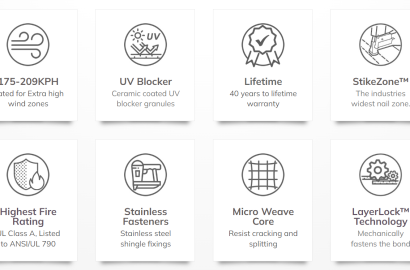 UV
175-209KPH
ated for Extra high
wind zones
UV Blocker
Ceramic coated UV
blocker granules
Lifetime
40 years to lifetime
warranty
StikeZone™
The industries
widest nail zone.
Highest Fire
Rating
UL Class A, Listed
to ANSI/UL 790
Stainless
Fasteners
Stainless steel
shingle fixings
Micro Weave
Core
Resist cracking and
splitting
LayerLock™
Technology
Mechanically
fastens the bond